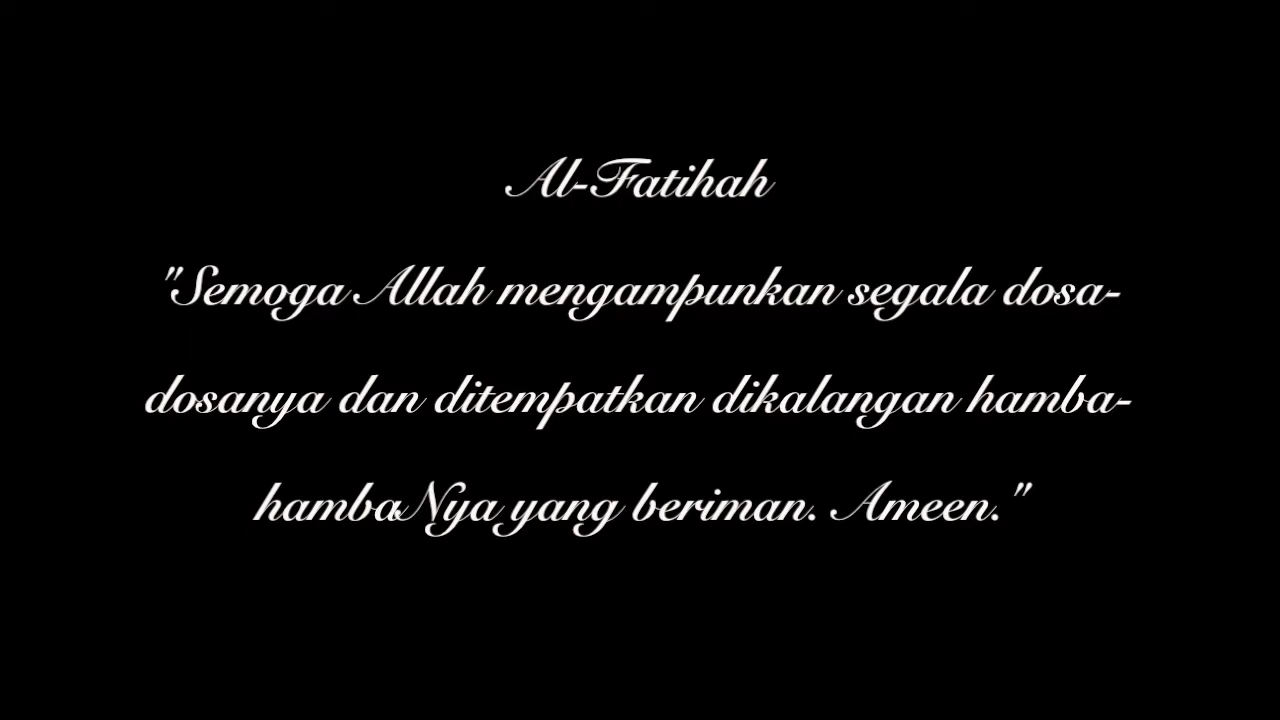 Al-Fatihah
"Semoga Allah mengampunkan segala dosa-
dosanya dan ditempatkan dikalangan hamba-
hambaNya yang beriman. Ameen."